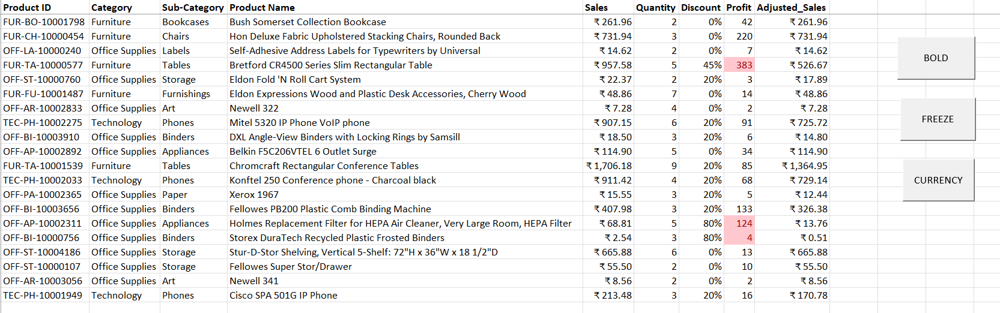 Product ID Category Sub-Category Product Name Sales Quantity Discount Profit Adjusted_Sales
FUR-BO-10001798 Furniture Bookcases Bush Somerset Collection Bookcase ₹ 261.96 2 0% 42 ₹ 261.96
FUR-CH-10000454 Furniture Chairs Hon Deluxe Fabric Upholstered Stacking Chairs, Rounded Back ₹ 731.94 3 0% 220 ₹ 731.94
OFF-LA-10000240 Office Supplies Labels Self-Adhesive Address Labels for Typewriters by Universal ₹ 14.62 2 0% 7 ₹ 14.62
BOLD
FUR-TA-10000577 Furniture Tables Bretford CR4500 Series Slim Rectangular Table ₹ 957.58 5 45% 383 ₹ 526.67
OFF-ST-10000760 Office Supplies Storage Eldon Fold 'N Roll Cart System ₹ 22.37 2 20% 3 ₹ 17.89
FUR-FU-10001487 Furniture Furnishings Eldon Expressions Wood and Plastic Desk Accessories, Cherry Wood ₹ 48.86 7 0% 14 ₹ 48.86
OFF-AR-10002833 Office Supplies Art Newell 322 ₹ 7.28 4 0% 2 ₹ 7.28
FREEZE
TEC-PH-10002275 Technology Phones Mitel 5320 IP Phone VoIP phone ₹ 907.15 6 20% 91 ₹ 725.72
OFF-BI-10003910 Office Supplies Binders DXL Angle-View Binders with Locking Rings by Samsill ₹ 18.50 3 20% 6 ₹ 14.80
OFF-AP-10002892 Office Supplies Appliances Belkin F5C206VTEL 6 Outlet Surge ₹ 114.90 5 0% 34 ₹ 114.90
FUR-TA-10001539 Furniture Tables Chromcraft Rectangular Conference Tables ₹ 1,706.18 9 20% 85 ₹ 1,364.95
TEC-PH-10002033 Technology Phones Konftel 250 Conference phone - Charcoal black ₹ 911.42 4 20% 68 ₹ 729.14
CURRENCY
OFF-PA-10002365 Office Supplies Paper Xerox 1967 ₹ 15.55 3 20% 5 ₹ 12.44
OFF-BI-10003656 Office Supplies Binders Fellowes PB200 Plastic Comb Binding Machine ₹ 407.98 3 20% 133 ₹ 326.38
OFF-AP-10002311 Office Supplies Appliances Holmes Replacement Filter for HEPA Air Cleaner, Very Large Room, HEPA Filter ₹ 68.81 5 80% 124 ₹ 13.76
OFF-BI-10000756 Office Supplies Binders Storex DuraTech Recycled Plastic Frosted Binders ₹ 2.54 3 80% 4 ₹ 0.51
OFF-ST-10004186 Office Supplies Storage Stur-D-Stor Shelving, Vertical 5-Shelf: 72"H x 36"W x 18 1/2"D ₹ 665.88 6 0% 13 ₹ 665.88
OFF-ST-10000107 Office Supplies Storage Fellowes Super Stor/Drawer ₹ 55.50 2 0% 10 ₹ 55.50
OFF-AR-10003056 Office Supplies Art Newell 341 ₹ 8.56 2 0% 2 ₹ 8.56
TEC-PH-10001949 Technology Phones Cisco SPA 501G IP Phone ₹ 213.48 3 20% 16 ₹ 170.78